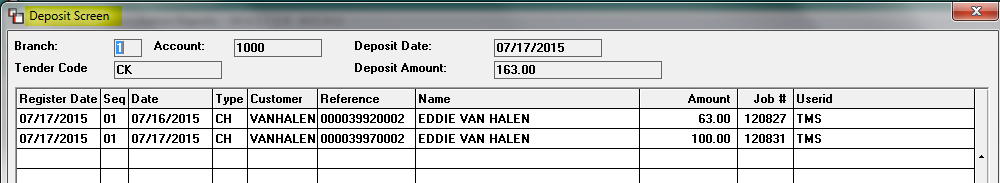 Deposit Screen
Branch: 1 Account: 1000 Deposit Date: 07/17/2015
Tender Code CK Deposit Amount: 163.00
Register Date Seq Date Type Customer Reference Name Amount Job # Userid
07/17/2015 01 07/16/2015 CH VANHALEN 000039920002 EDDIE VAN HALEN 63.00 120827 TMS
07/17/2015 01 07/17/2015 CH VANHALEN 000039970002 EDDIE VAN HALEN 100.00 120831 TMS